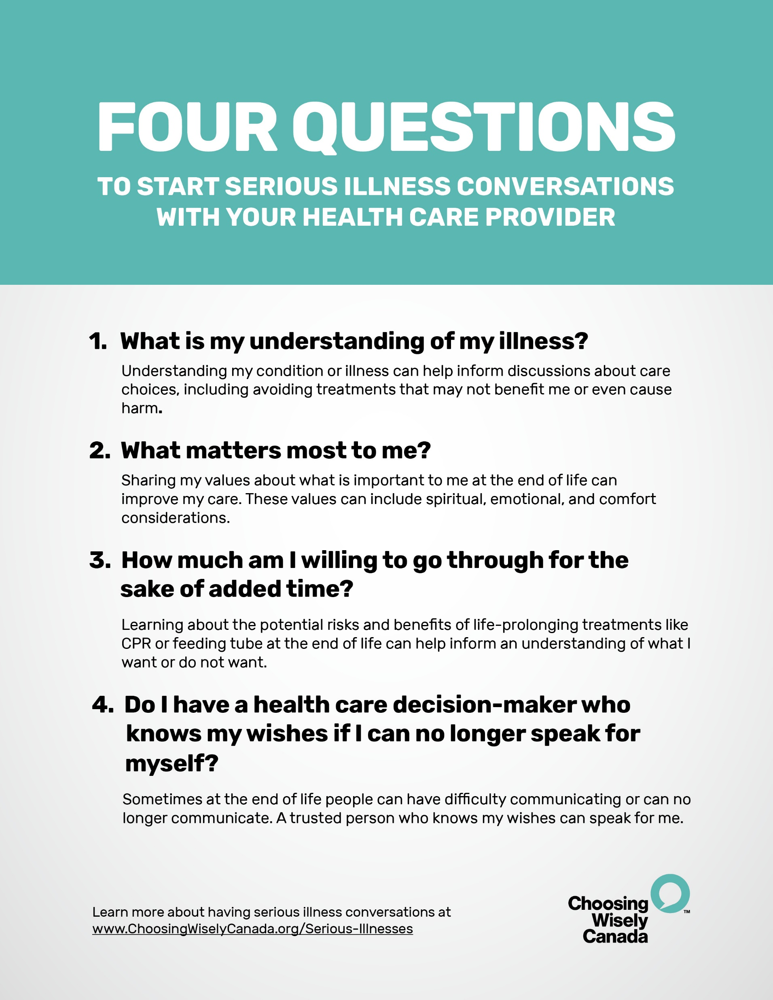 FOUR QUESTIONS
TO START SERIOUS ILLNESS CONVERSATIONS
WITH YOUR HEALTH CARE PROVIDER
1. What is my understanding of my illness?
Understanding my condition or illness can help inform discussions about care
choices, including avoiding treatments that may not benefit me or even cause
harm.
2. What matters most to me?
Sharing my values about what is important to me at the end of life can
improve my care. These values can include spiritual, emotional, and comfort
considerations.
3. How much am I willing to go through for the
sake of added time?
Learning about the potential risks and benefits of life-prolonging treatments like
CPR or feeding tube at the end of life can help inform an understanding of what I
want or do not want.
4. Do I have a health care decision-maker who
knows my wishes if I can no longer speak for
myself?
Sometimes at the end of life people can have difficulty communicating or can no
longer communicate. A trusted person who knows my wishes can speak for me.
Learn more about having serious illness conversations at
www.ChoosingWiselyCanada.org/Serious-Illnesses
Choosing
Wisely
Canada
TM